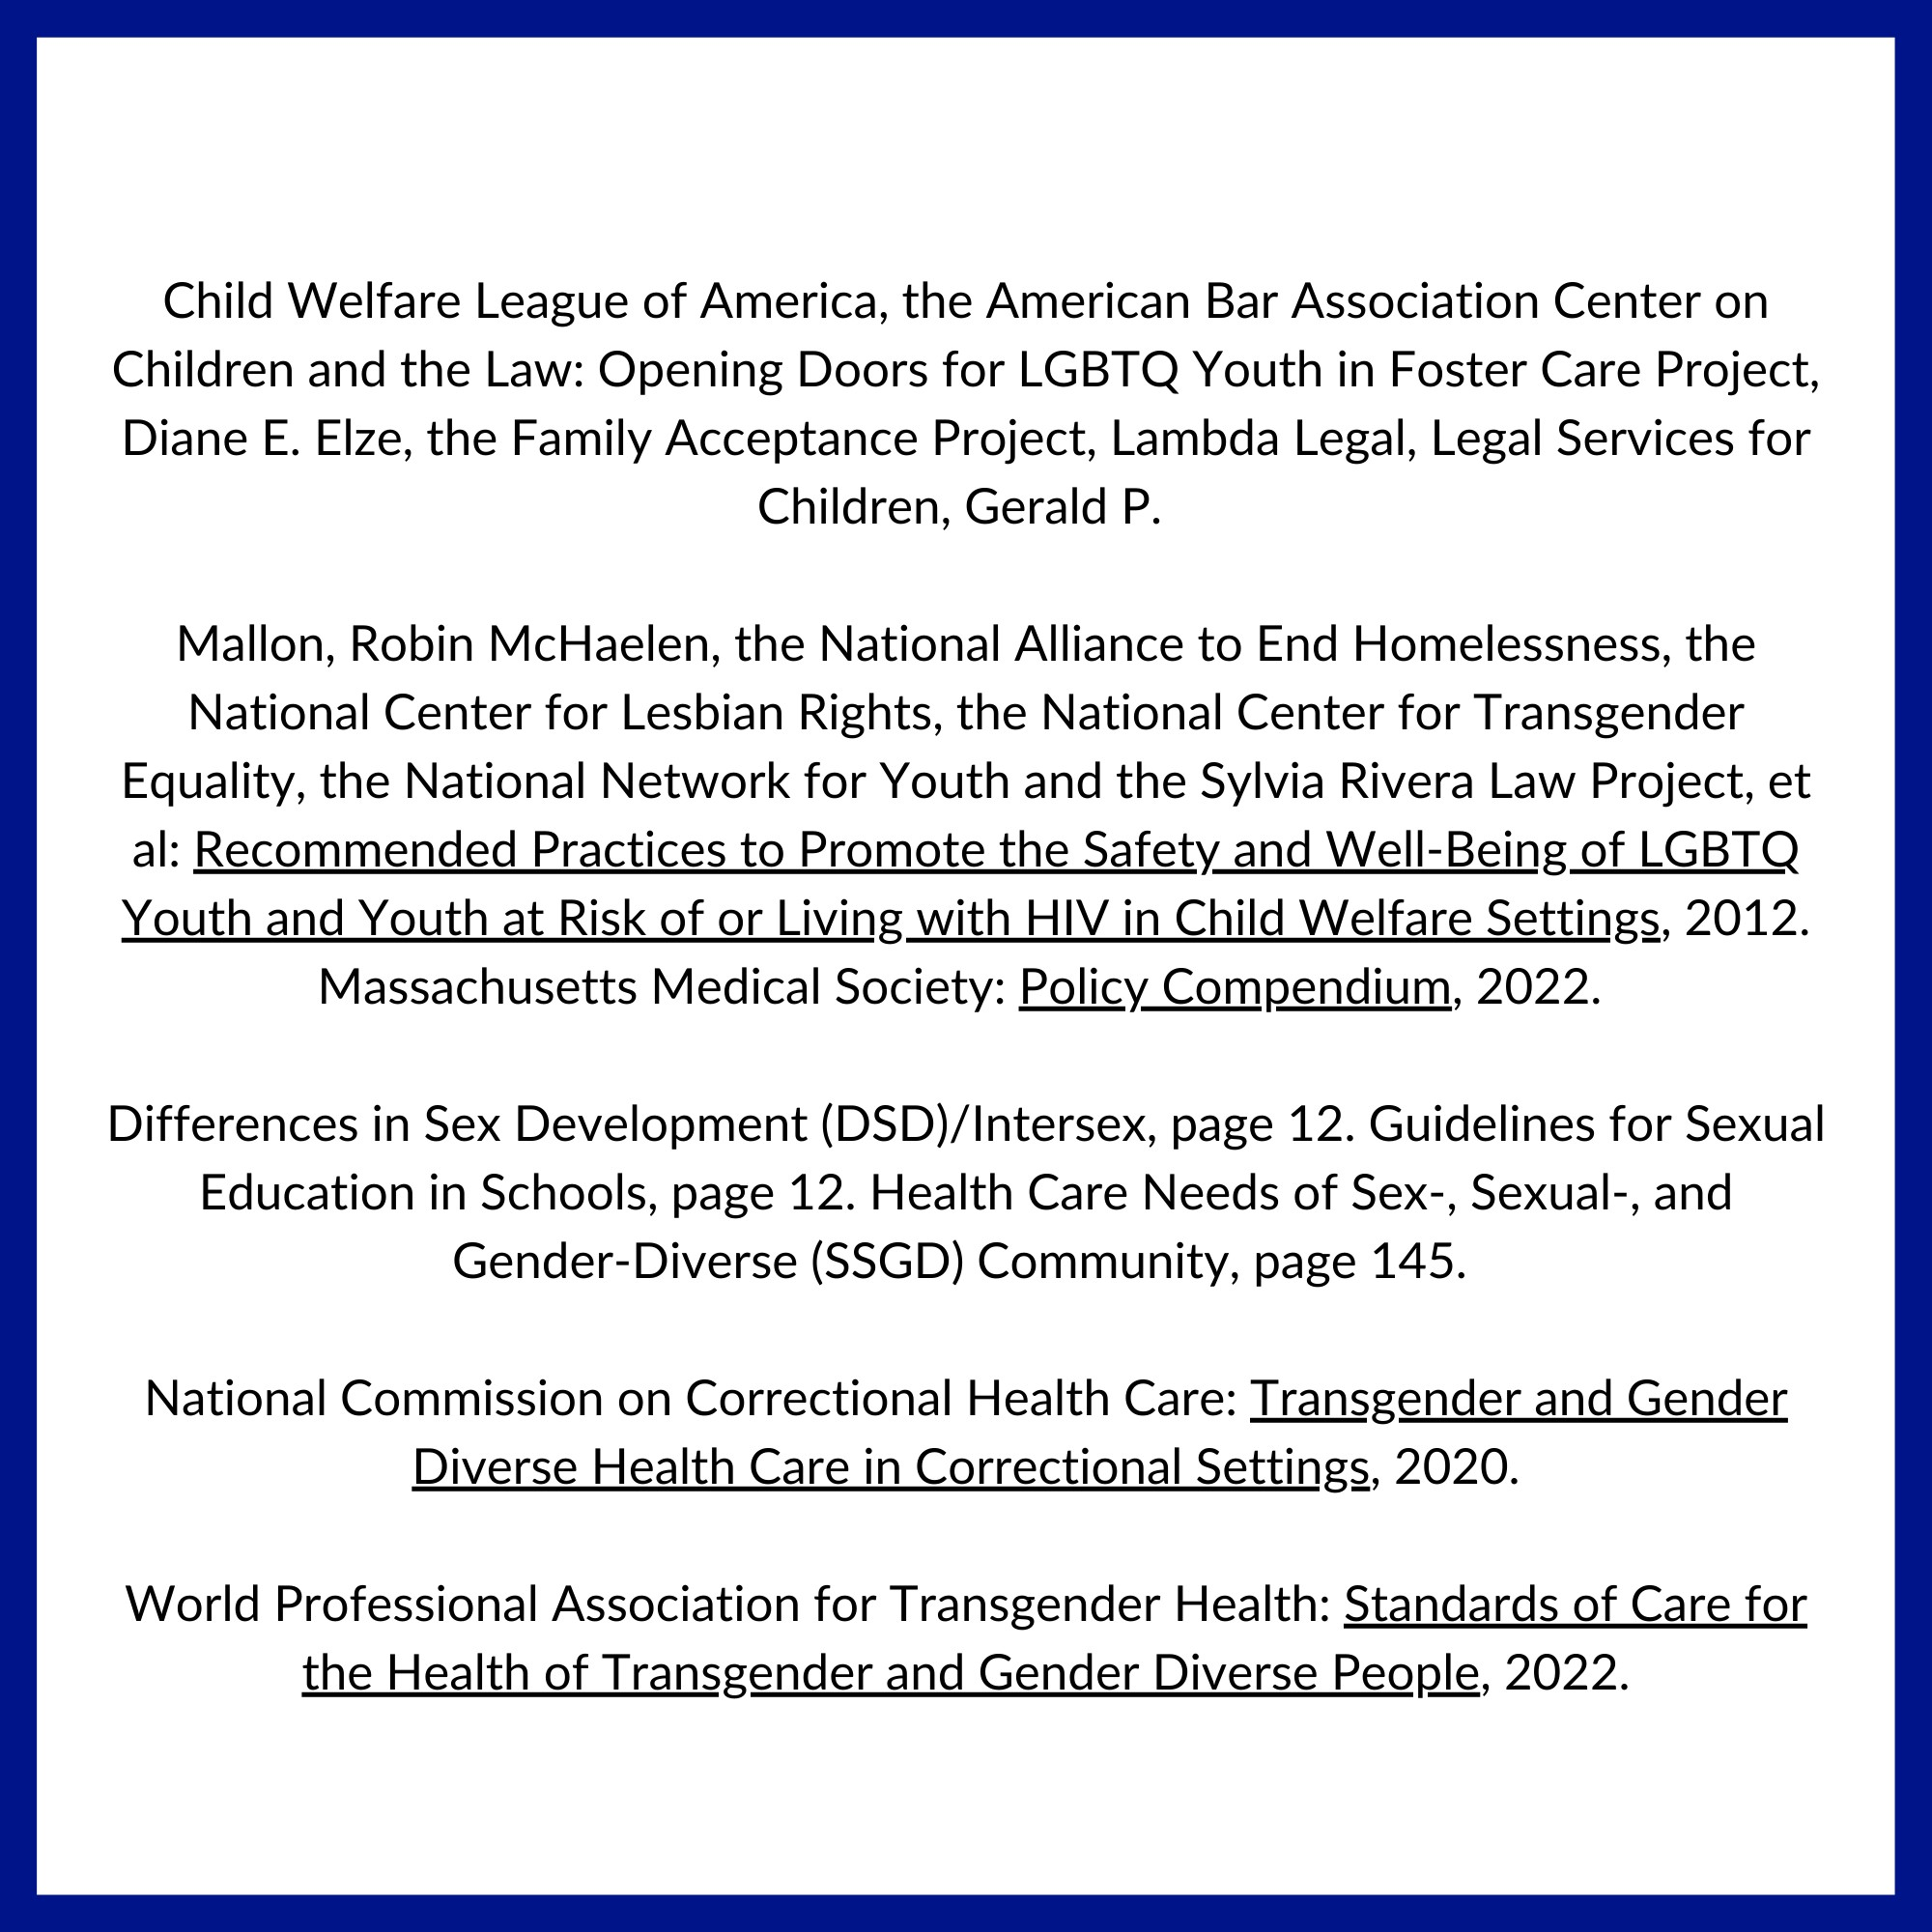 Child Welfare League of America, the American Bar Association Center on
Children and the Law: Opening Doors for LGBTQ Youth in Foster Care Project,
Diane E. Elze, the Family Acceptance Project, Lambda Legal, Legal Services for
Children, Gerald P.
Mallon, Robin McHaelen, the National Alliance to End Homelessness, the
National Center for Lesbian Rights, the National Center for Transgender
Equality, the National Network for Youth and the Sylvia Rivera Law Project, et
al: Recommended Practices to Promote the Safety and Well-Being of LGBTQ
Youth and Youth at Risk of or Living with HIV in Child Welfare Settings, 2012.
Massachusetts Medical Society: Policy Compendium, 2022.
Differences in Sex Development (DSD)/Intersex, page 12. Guidelines for Sexual
Education in Schools, page 12. Health Care Needs of Sex-, Sexual-, and
Gender-Diverse (SSGD) Community, page 145.
National Commission on Correctional Health Care: Transgender and Gender
Diverse Health Care in Correctional Settings, 2020.
World Professional Association for Transgender Health: Standards of Care for
the Health of Transgender and Gender Diverse People, 2022.